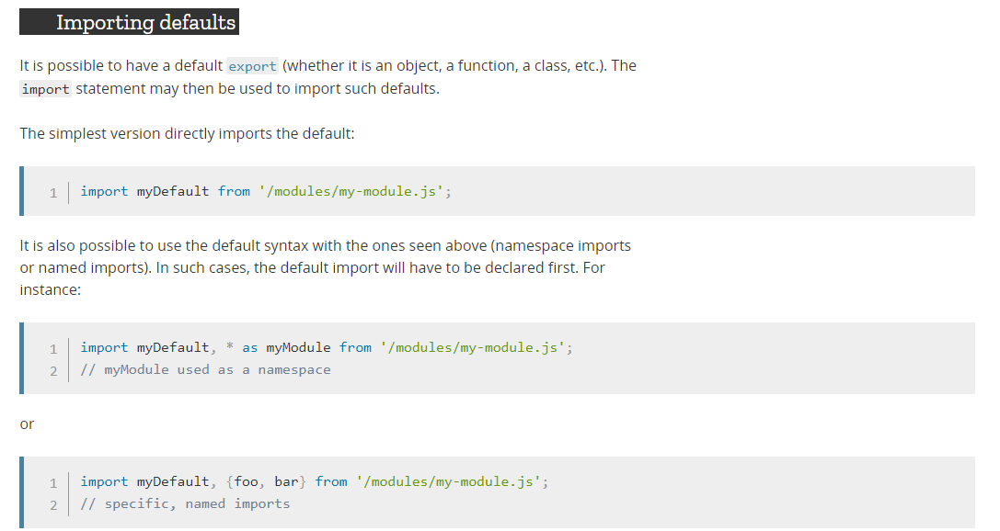 Importing defaults
It is possible to have a default export (whether it is an object, a function, a class, etc.). The
import statement may then be used to import such defaults.
The simplest version directly imports the default:
1 import myDefault from '/modules/my-module.js';
It is also possible to use the default syntax with the ones seen above (namespace imports
or named imports). In such cases, the default import will have to be declared first. For
instance:
1 import myDefault, * as myModule from '/modules/my-module.js';
2 // myModule used as a namespace
or
1 import myDefault, {foo, bar} from '/modules/my-module.js';
2 // specific, named imports